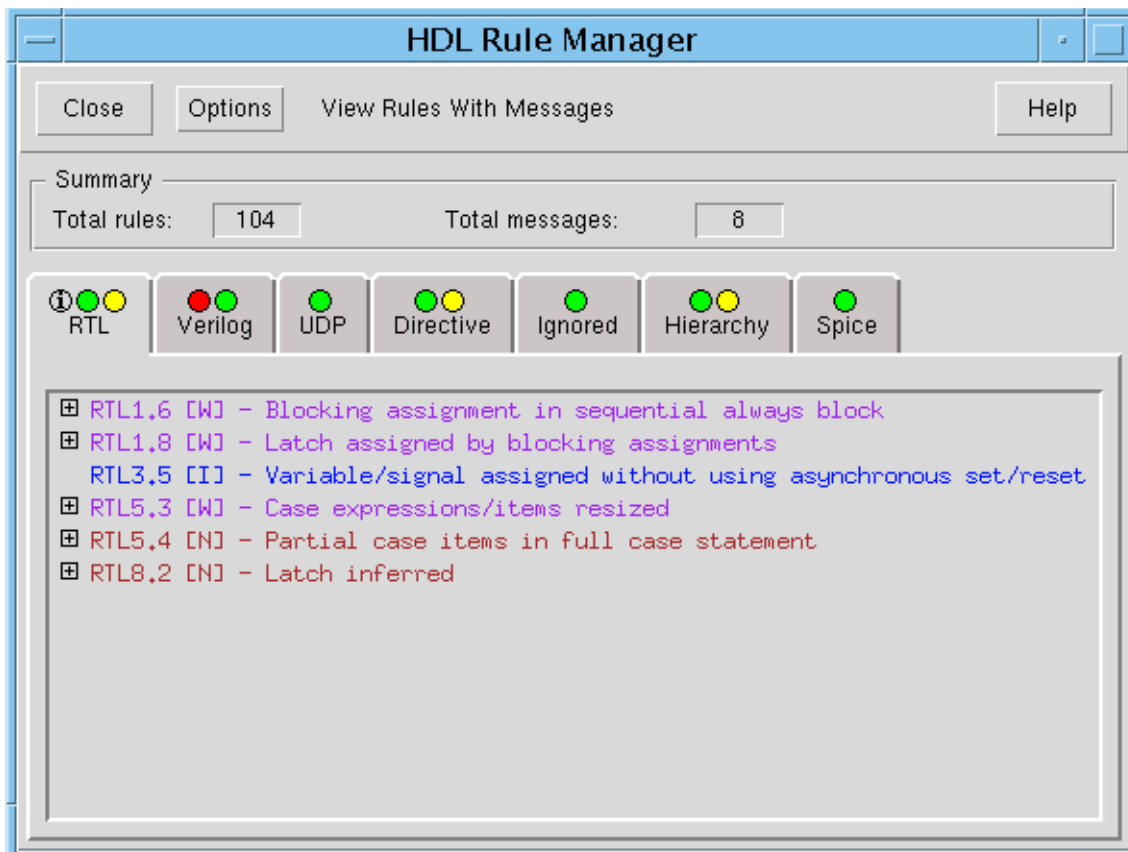 HDL Rule Manager
Close Options View Rules With Messages Help
Summary
Total rules: 104 Total messages: 8
RTL Verilog UDP Directive Ignored Hierarchy Spice
RTL1.6 [W] - Blocking assignment in sequential always block
RTL1.8 [W] - Latch assigned by blocking assignments
RTL3.5 [I] - Variable/signal assigned without using asynchronous set/reset
RTL5.3 [W] - Case expressions/items resized
RTL5.4 [N] - Partial case items in full case statement
RTL8.2 [N] - Latch inferred